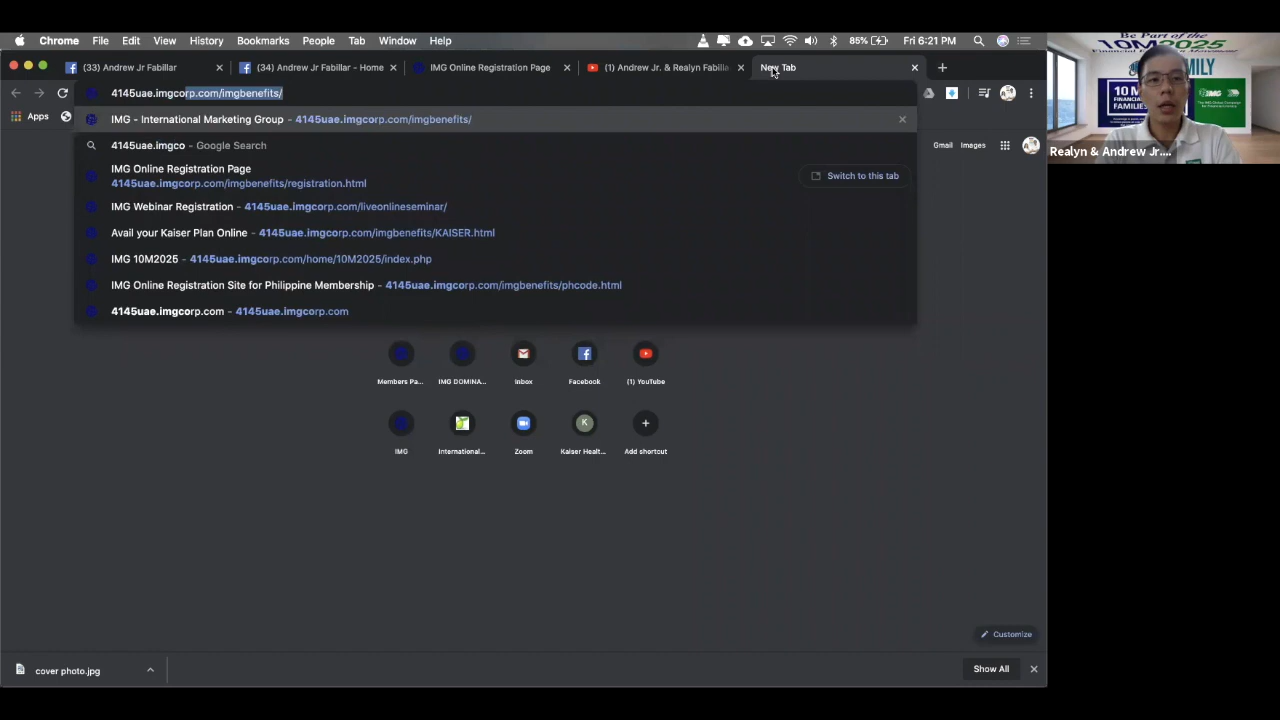 Chrome File Edit View History Bookmarks People Tab Window Help 85% Fri 6:21 PM
(33) Andrew Jr Fabillar (34) Andrew Jr Fabillar - Home IMG Online Registration Page (1) Andrew Jr. & Realyn Fabilla New Tab
4145uae.imgcorp.com/imgbenefits/
Apps
IMG - International Marketing Group - 4145uae.imgcorp.com/imgbenefits/
4145uae.imgco - Google Search
Gmail Images
IMG Online Registration Page
4145uae.imgcorp.com/imgbenefits/registration.html
Switch to this tab
IMG Webinar Registration - 4145uae.imgcorp.com/liveonlineseminar/
Avail your Kaiser Plan Online - 4145uae.imgcorp.com/imgbenefits/KAISER.html
IMG 10M2025 - 4145uae.imgcorp.com/home/10M2025/index.php
IMG Online Registration Site for Philippine Membership - 4145uae.imgcorp.com/imgbenefits/phcode.html
4145uae.imgcorp.com - 4145uae.imgcorp.com
Members Pa... IMG DOMINA... Inbox Facebook (1) YouTube
K
IMG International... Zoom Kaiser Healt... Add shortcut
Customize
cover photo.jpg
Show All
Be Part of the
10M2025
10 M
FINANCIAL
FAMILIES
IMG
Realyn & Andrew Jr....